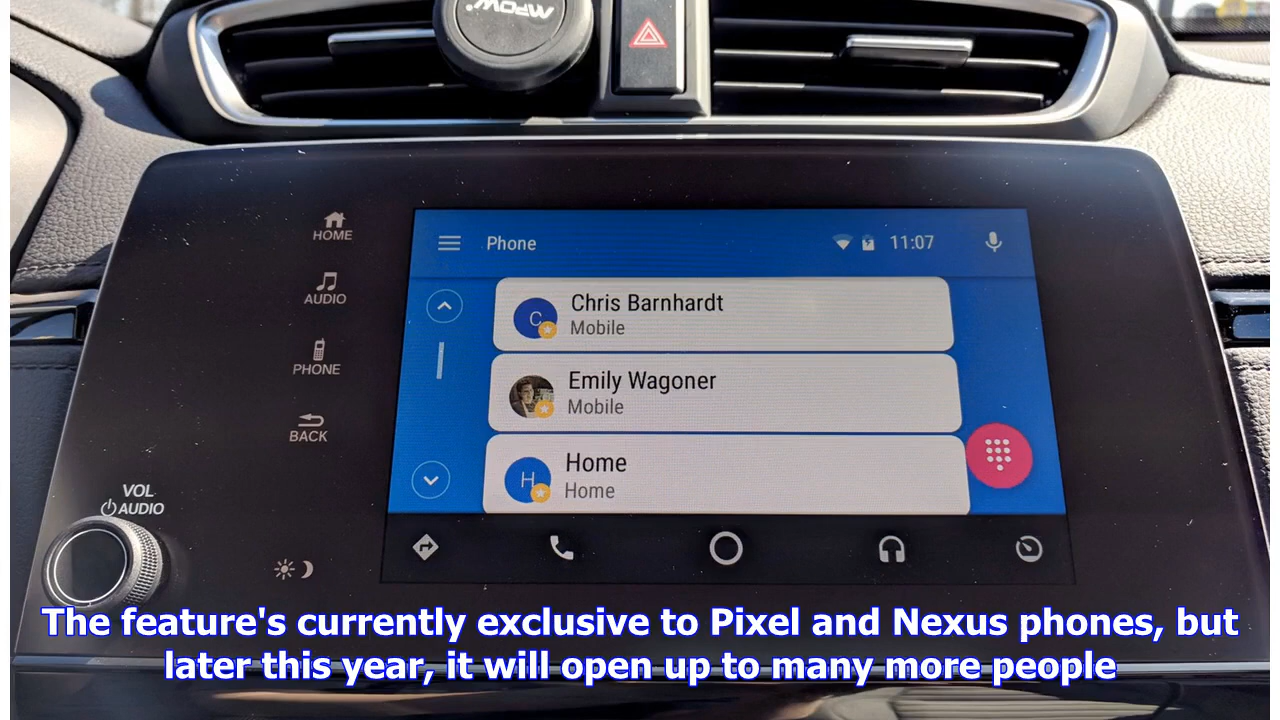 MPOW
HOME
AUDIO
PHONE
BACK
VOL
AUDIO
Phone
11:07
C
Chris Barnhardt
Mobile
Emily Wagoner
Mobile
H
Home
Home
The feature's currently exclusive to Pixel and Nexus phones, but
later this year, it will open up to many more people